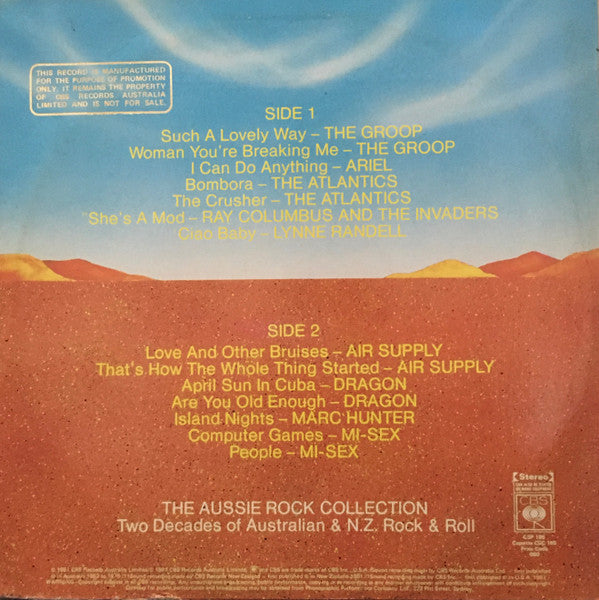 THIS RECORD IS MANUFACTURED
FOR THE PURPOSE OF PROMOTION
ONLY. IT REMAINS THE PROPERTY
OF CBS RECORDS AUSTRALIA
LIMITED AND IS NOT FOR SALE.
SIDE 1
Such A Lovely Way – THE GROOP
Woman You're Breaking Me – THE GROOP
I Can Do Anything – ARIEL
Bombora – THE ATLANTICS
The Crusher – THE ATLANTICS
"She's A Mod – RAY COLUMBUS AND THE INVADERS
Ciao Baby – LYNNE RANDELL
SIDE 2
Love And Other Bruises – AIR SUPPLY
That's How The Whole Thing Started – AIR SUPPLY
April Sun In Cuba – DRAGON
Are You Old Enough – DRAGON
Island Nights – MARC HUNTER
Computer Games – MI-SEX
People – MI-SEX
Stereo
CBS
THE AUSSIE ROCK COLLECTION
Two Decades of Australian & N.Z. Rock & Roll